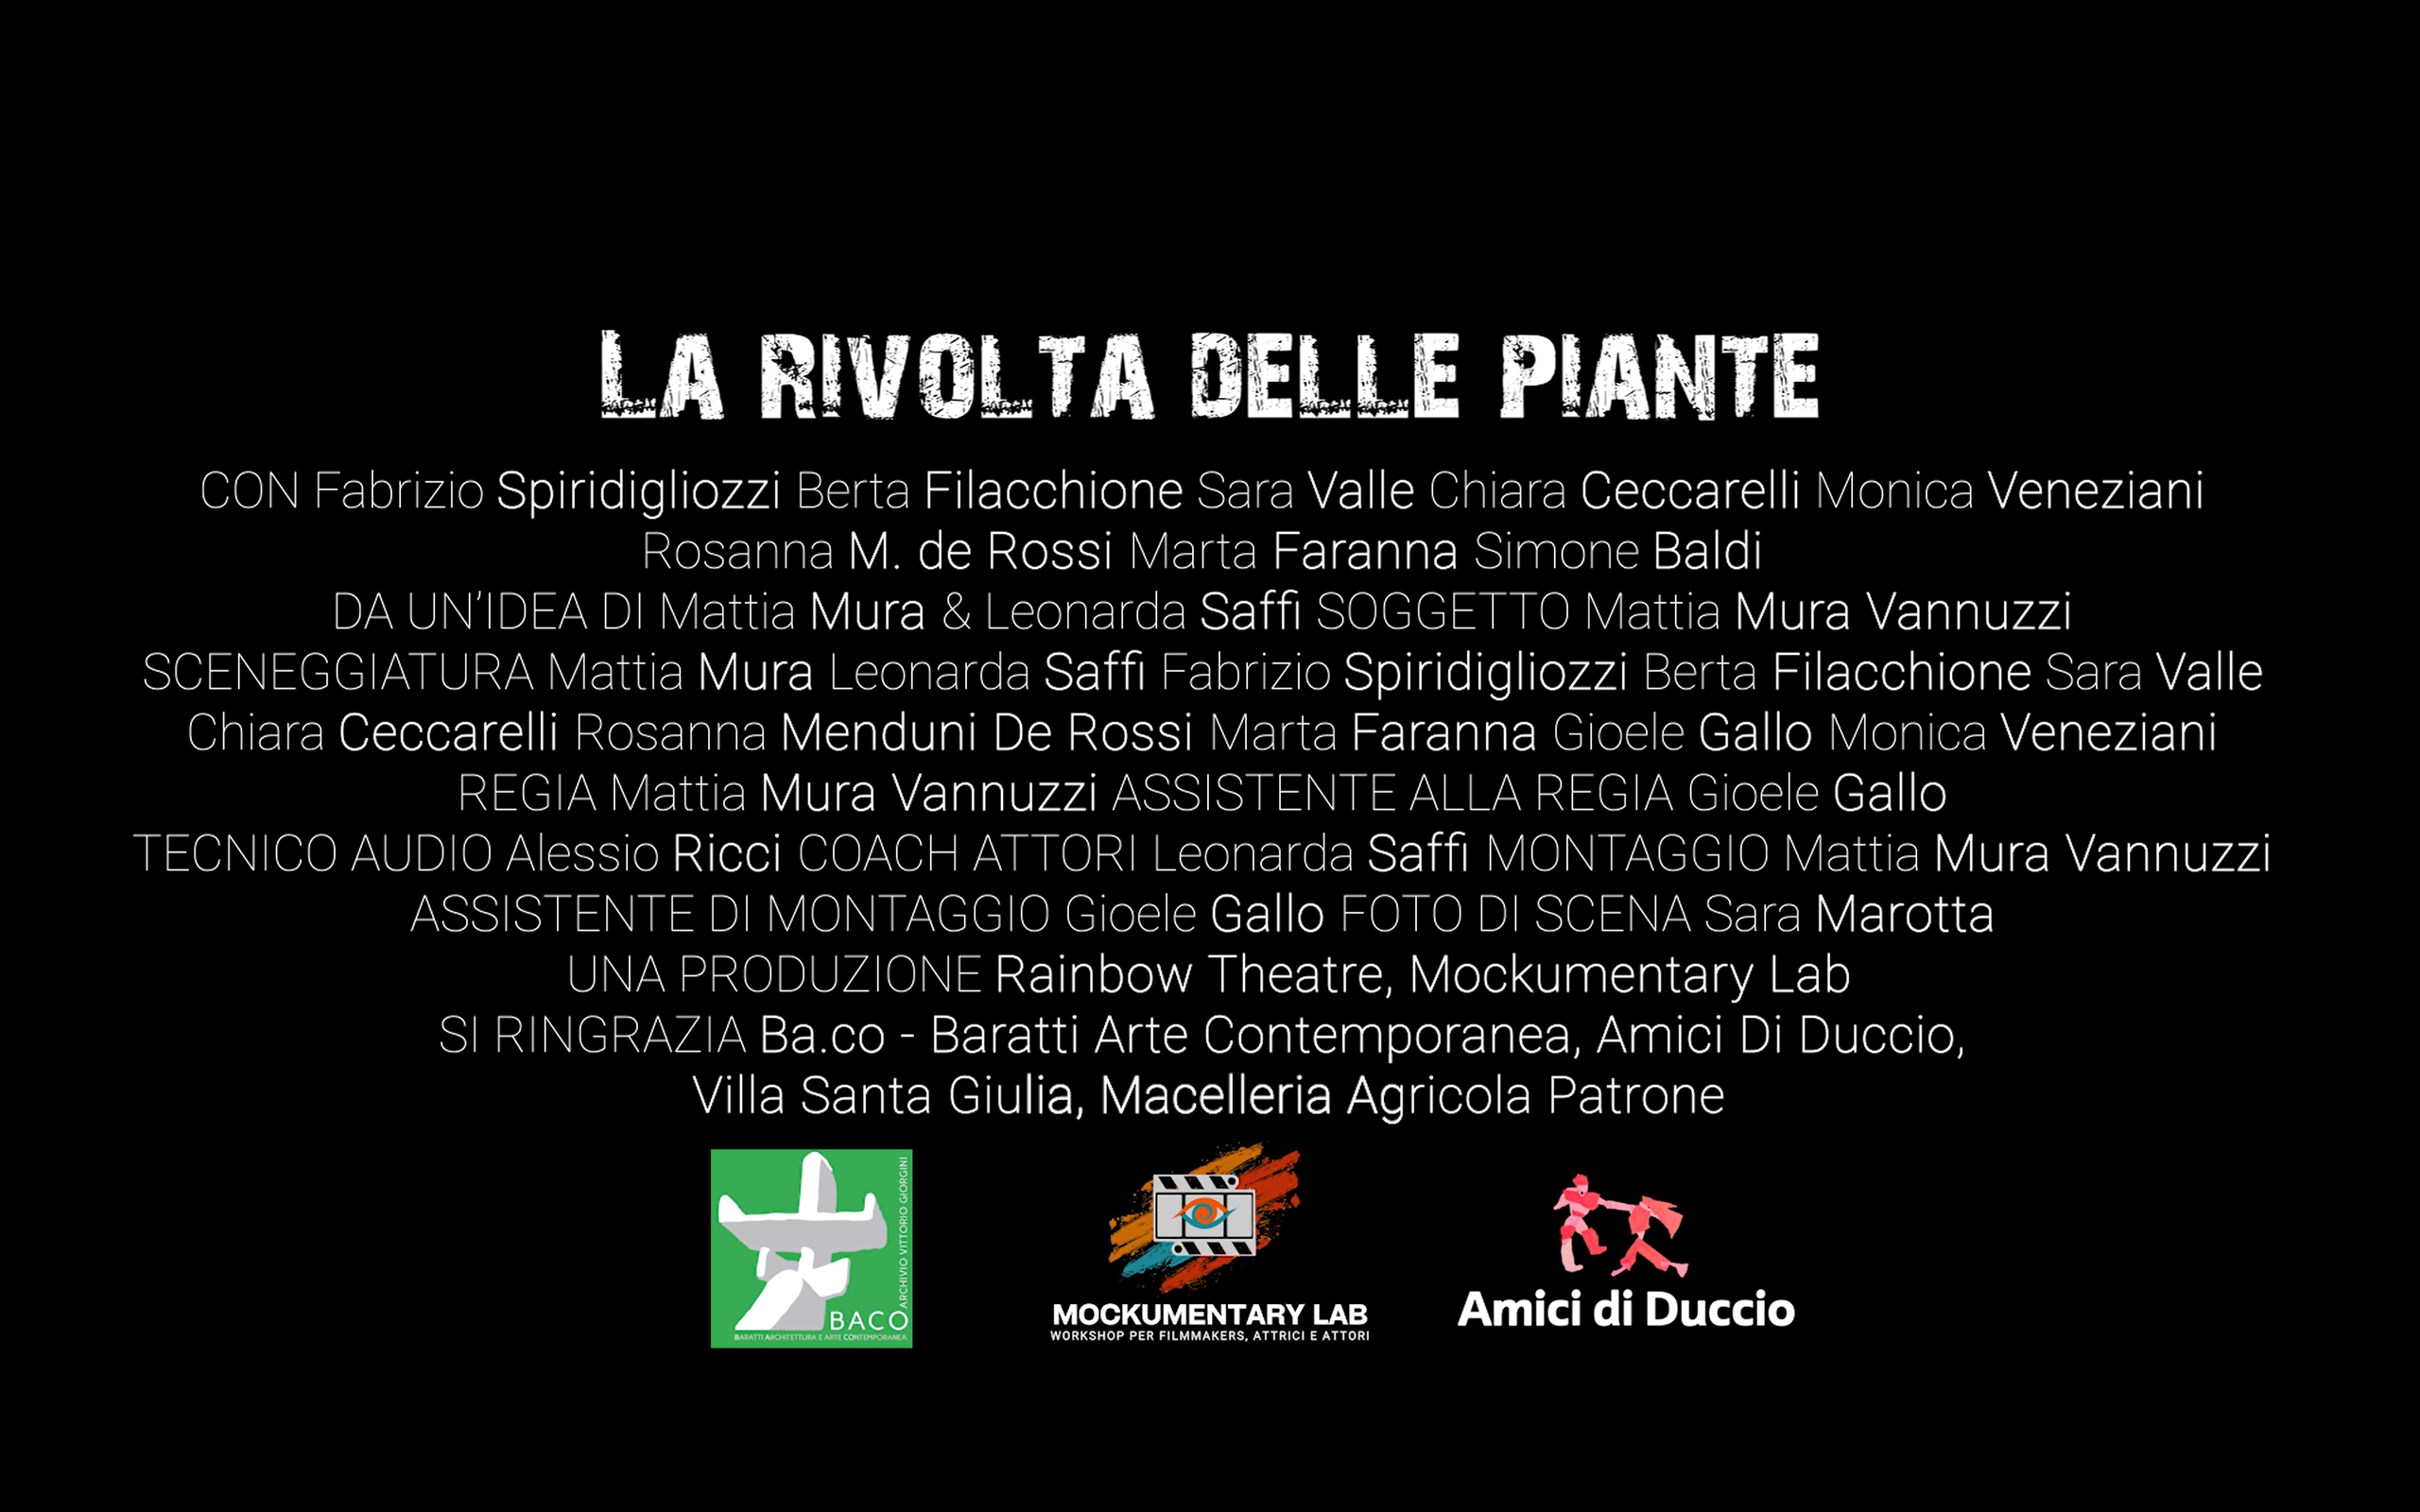 LA RIVOLTA DELLE PIANTE
CON Fabrizio Spiridigliozzi Berta Filacchione Sara Valle Chiara Ceccarelli Monica Veneziani
Rosanna M. de Rossi Marta Faranna Simone Baldi
DA UN'IDEA DI Mattia Mura & Leonarda Saffi SOGGETTO Mattia Mura Vannuzzi
SCENEGGIATURA Mattia Mura Leonarda Saffi Fabrizio Spiridigliozzi Berta Filacchione Sara Valle
Chiara Ceccarelli Rosanna Menduni De Rossi Marta Faranna Gioele Gallo Monica Veneziani
REGIA Mattia Mura Vannuzzi ASSISTENTE ALLA REGIA Gioele Gallo
TECNICO AUDIO Alessio Ricci COACH ATTORI Leonarda Saffi MONTAGGIO Mattia Mura Vannuzzi
ASSISTENTE DI MONTAGGIO Gioele Gallo FOTO DI SCENA Sara Marotta
UNA PRODUZIONE Rainbow Theatre, Mockumentary Lab
SI RINGRAZIA Ba.co - Baratti Arte Contemporanea, Amici Di Duccio,
Villa Santa Giulia, Macelleria Agricola Patrone
ARCHIVIO VITTORIO GIORGINI
BACO
BARATTI ARCHITETTURA E ARTE CONTEMPORANEA
MOCKUMENTARY LAB
WORKSHOP PER FILMMAKERS, ATTRICI E ATTORI
Amici di Duccio